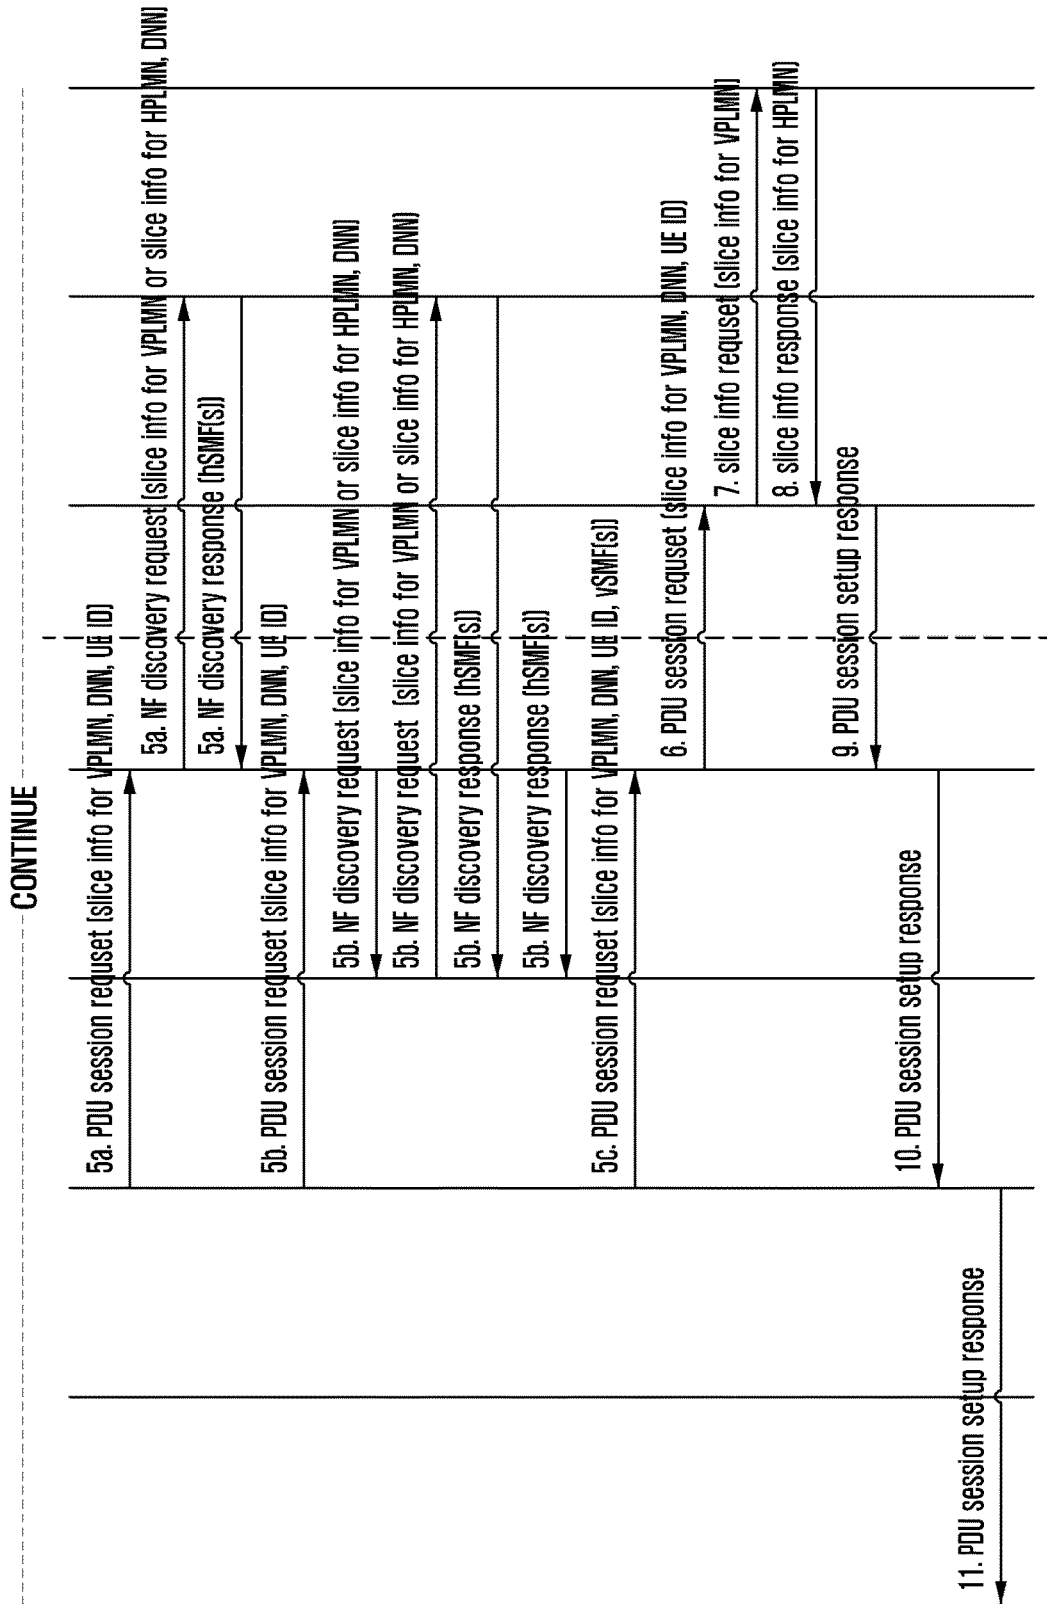 CONTINUE
5a. PDU session requset (slice info for VPLMN, DNN, UE ID)
5a. NF discovery request (slice info for VPLMN or slice info for HPLMN, DNN)
5a. NF discovery response (hSMF(s))
5b. PDU session requset (slice info for VPLMN, DNN, UE ID)
5b. NF discovery request (slice info for VPLMN or slice info for HPLMN, DNN)
5b. NF discovery request (slice info for VPLMN or slice info for HPLMN, DNN)
5b. NF discovery response (hSMF(s))
5b. NF discovery response (hSMF(s))
5c. PDU session requset (slice info for VPLMN, DNN, UE ID, vSMF(s))
6. PDU session requset (slice info for VPLMN, DNN, UE ID)
7. slice info requset (slice info for VPLMN)
8. slice info response (slice info for HPLMN)
9. PDU session setup response
10. PDU session setup response
11. PDU session setup response